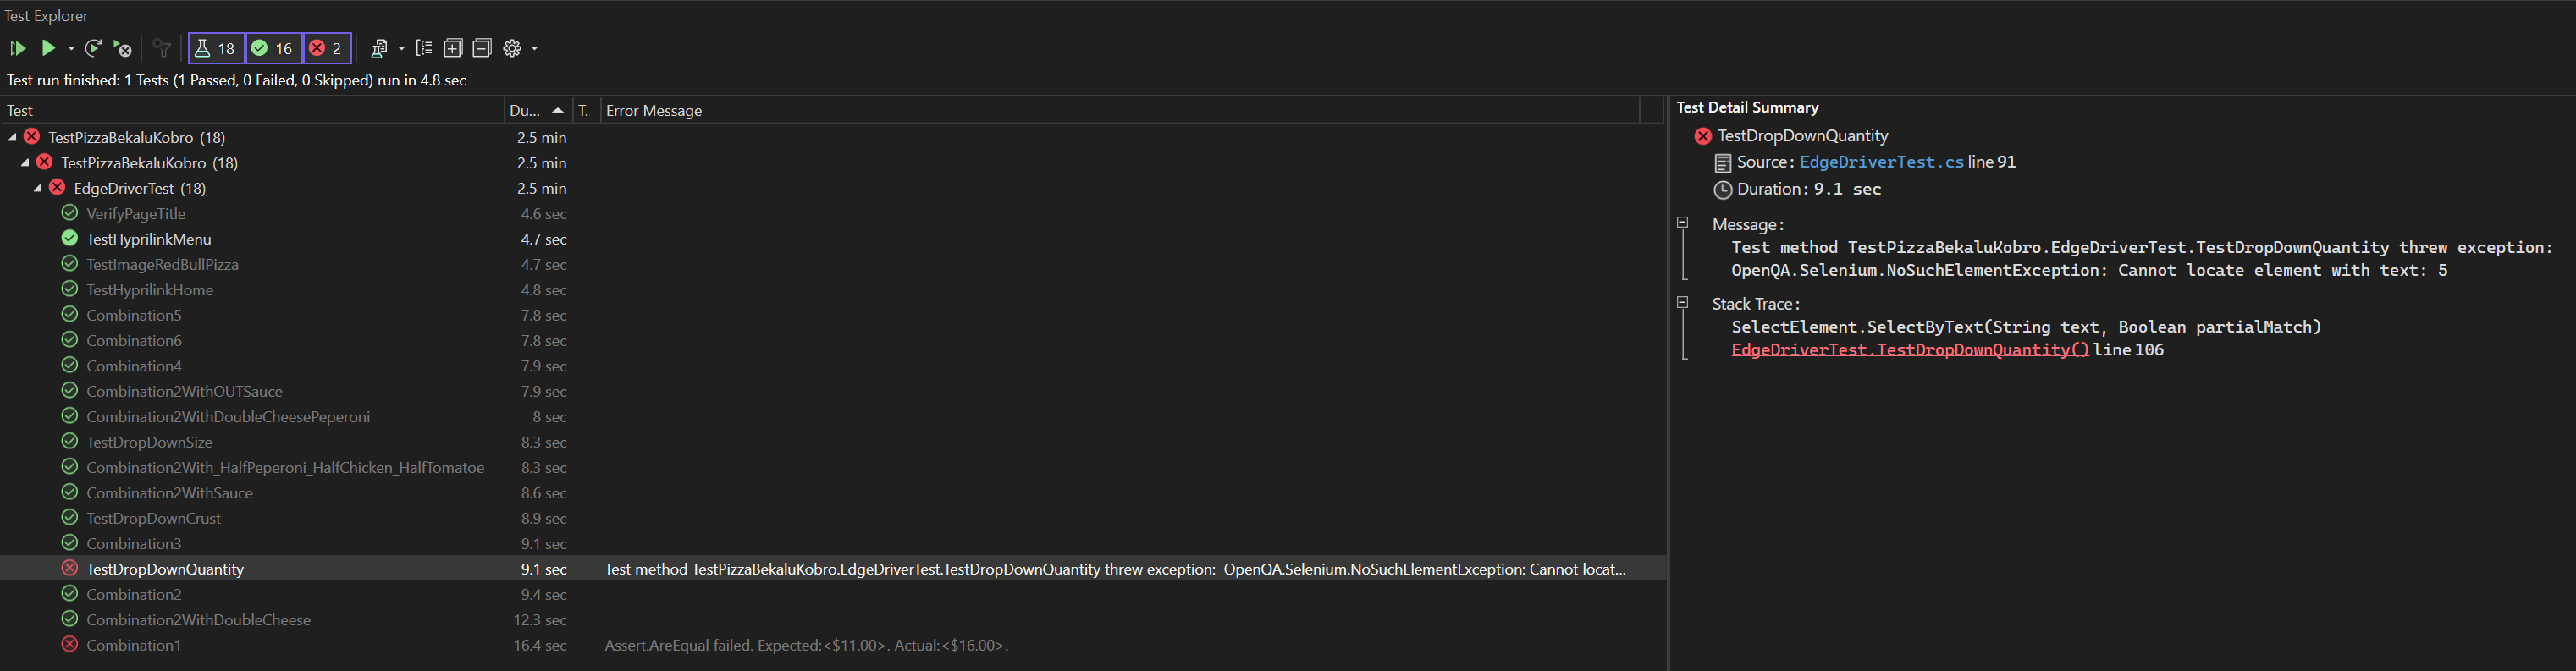 Test Explorer
18 16 2
Test run finished: 1 Tests (1 Passed, 0 Failed, 0 Skipped) run in 4.8 sec
Test Du... T. Error Message
TestPizzaBekaluKobro (18) 2.5 min
TestPizzaBekaluKobro (18) 2.5 min
EdgeDriverTest (18) 2.5 min
VerifyPageTitle 4.6 sec
TestHyprilinkMenu 4.7 sec
TestImageRedBullPizza 4.7 sec
TestHyprilinkHome 4.8 sec
Combination5 7.8 sec
Combination6 7.8 sec
Combination4 7.9 sec
Combination2WithOUTSauce 7.9 sec
Combination2WithDoubleCheesePeperoni 8 sec
TestDropDownSize 8.3 sec
Combination2With_HalfPeperoni_HalfChicken_HalfTomatoe 8.3 sec
Combination2WithSauce 8.6 sec
TestDropDownCrust 8.9 sec
Combination3 9.1 sec
TestDropDownQuantity 9.1 sec Test method TestPizzaBekaluKobro.EdgeDriverTest.TestDropDownQuantity threw exception: OpenQA.Selenium.NoSuchElementException: Cannot locat...
Combination2 9.4 sec
Combination2WithDoubleCheese 12.3 sec
Combination1 16.4 sec Assert.AreEqual failed. Expected:<$11.00>. Actual:<$16.00>.
Test Detail Summary
TestDropDownQuantity
Source: EdgeDriverTest.cs line 91
Duration: 9.1 sec
Message:
Test method TestPizzaBekaluKobro.EdgeDriverTest.TestDropDownQuantity threw exception:
OpenQA.Selenium.NoSuchElementException: Cannot locate element with text: 5
Stack Trace:
SelectElement.SelectByText(String text, Boolean partialMatch)
EdgeDriverTest.TestDropDownQuantity() line 106